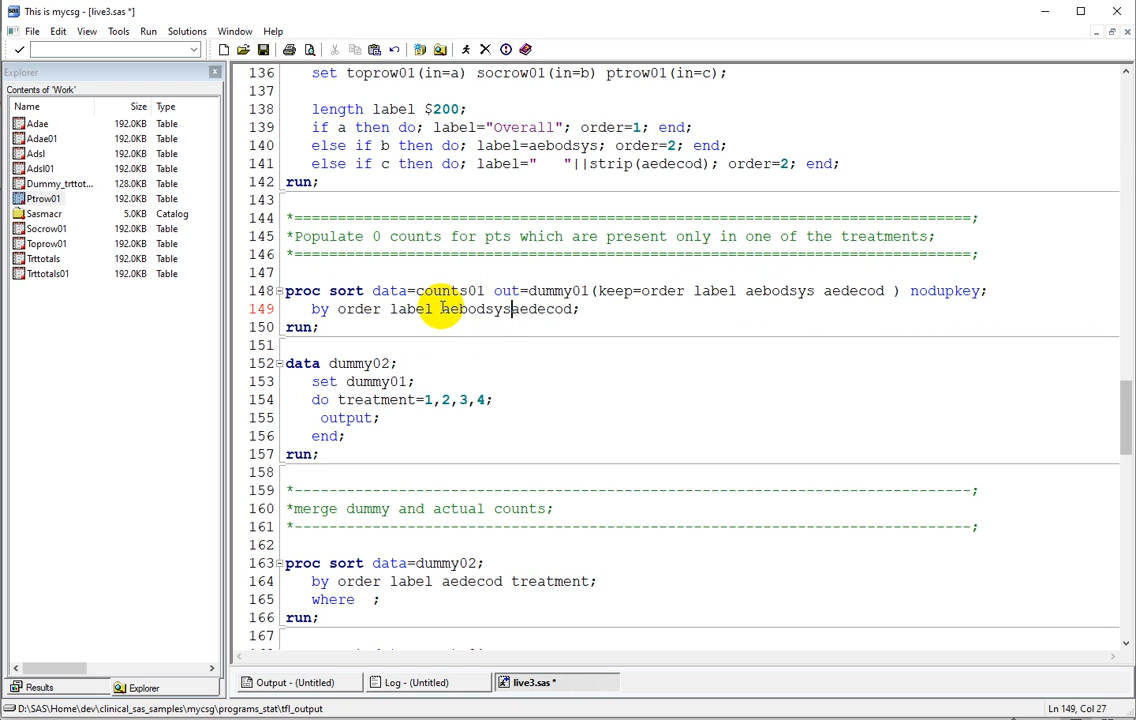 This is mycsg - [live3.sas *]
File Edit View Tools Run Solutions Window Help
Explorer
Contents of 'Work'
Name Size Type
Adae 192.0KB Table
Adae01 192.0KB Table
Adsl 192.0KB Table
Adsl01 192.0KB Table
Dummy_trttot... 128.0KB Table
Ptrow01 192.0KB Table
Sasmacr 5.0KB Catalog
Socrow01 192.0KB Table
Toprow01 192.0KB Table
Trttotals 192.0KB Table
Trttotals01 192.0KB Table
136 set toprow01(in=a) socrow01(in=b) ptrow01(in=c);
137
138 length label $200;
139 if a then do; label="Overall"; order=1; end;
140 else if b then do; label=aebodsys; order=2; end;
141 else if c then do; label="   "||strip(aedecod); order=2; end;
142 run;
143
144 *==============================================================================;
145 *Populate 0 counts for pts which are present only in one of the treatments;
146 *==============================================================================;
147
148 proc sort data=counts01 out=dummy01(keep=order label aebodsys aedecod ) nodupkey;
149 by order label aebodsysaedecod;
150 run;
151
152 data dummy02;
153 set dummy01;
154 do treatment=1,2,3,4;
155 output;
156 end;
157 run;
158
159 *------------------------------------------------------------------------------;
160 *merge dummy and actual counts;
161 *------------------------------------------------------------------------------;
162
163 proc sort data=dummy02;
164 by order label aedecod treatment;
165 where  ;
166 run;
167
Results Explorer
Output - (Untitled) Log - (Untitled) live3.sas *
D:\SAS\Home\dev\clinical_sas_samples\mycsg\programs_stat\tfl_output Ln 149, Col 27